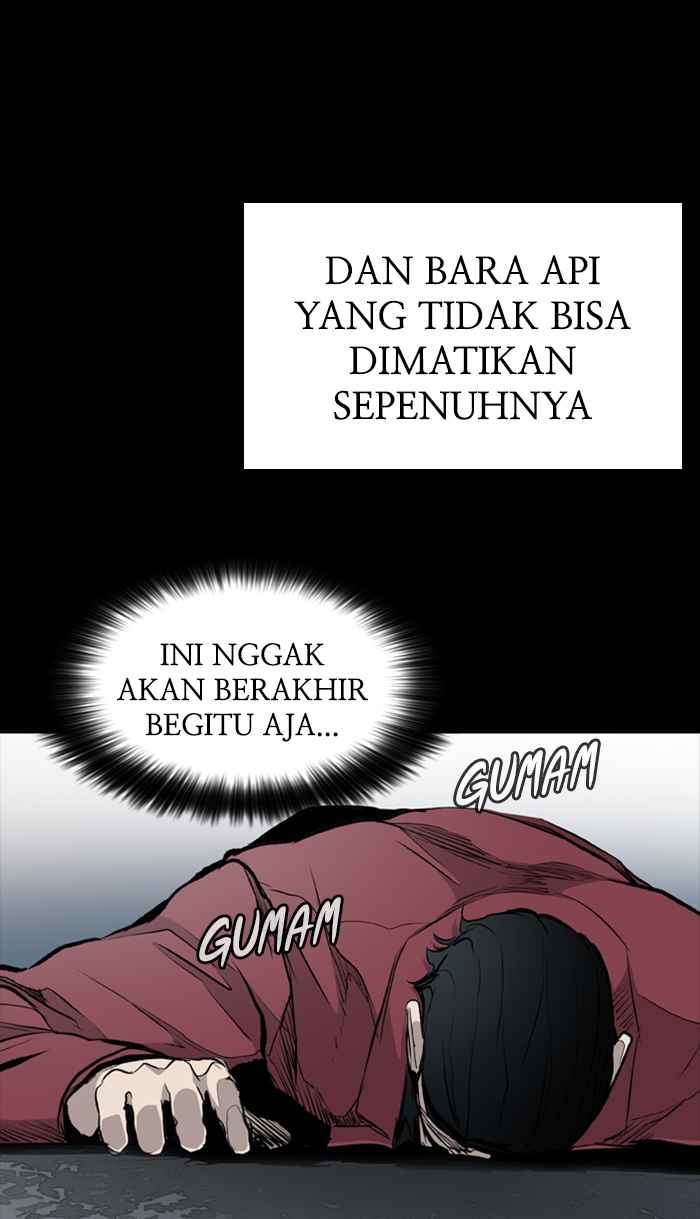 DAN BARA API
YANG TIDAK BISA
DIMATIKAN
SEPENUHNYA
INI NGGAK
AKAN BERAKHIR
BEGITU AJA...
GUMAM
GUMAM